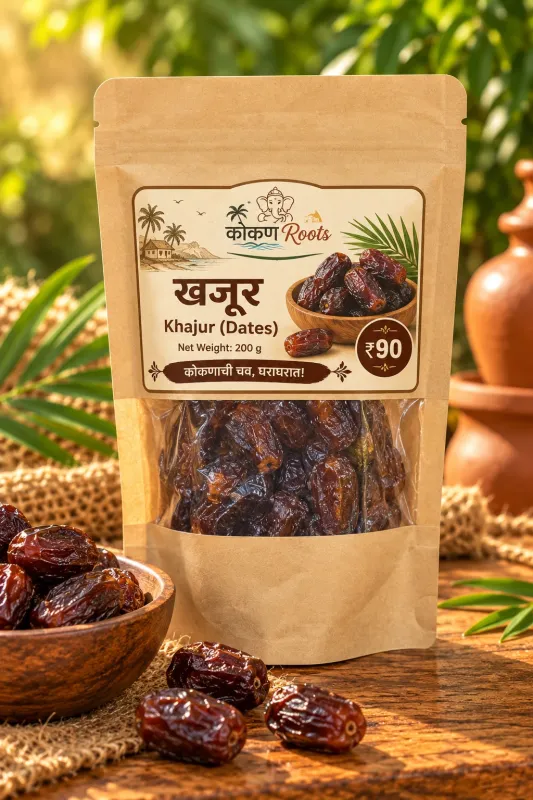 कोकण Roots
खजूर
Khajur (Dates)
Net Weight: 200 g
₹90
कोकणाची चव, घराघरात!